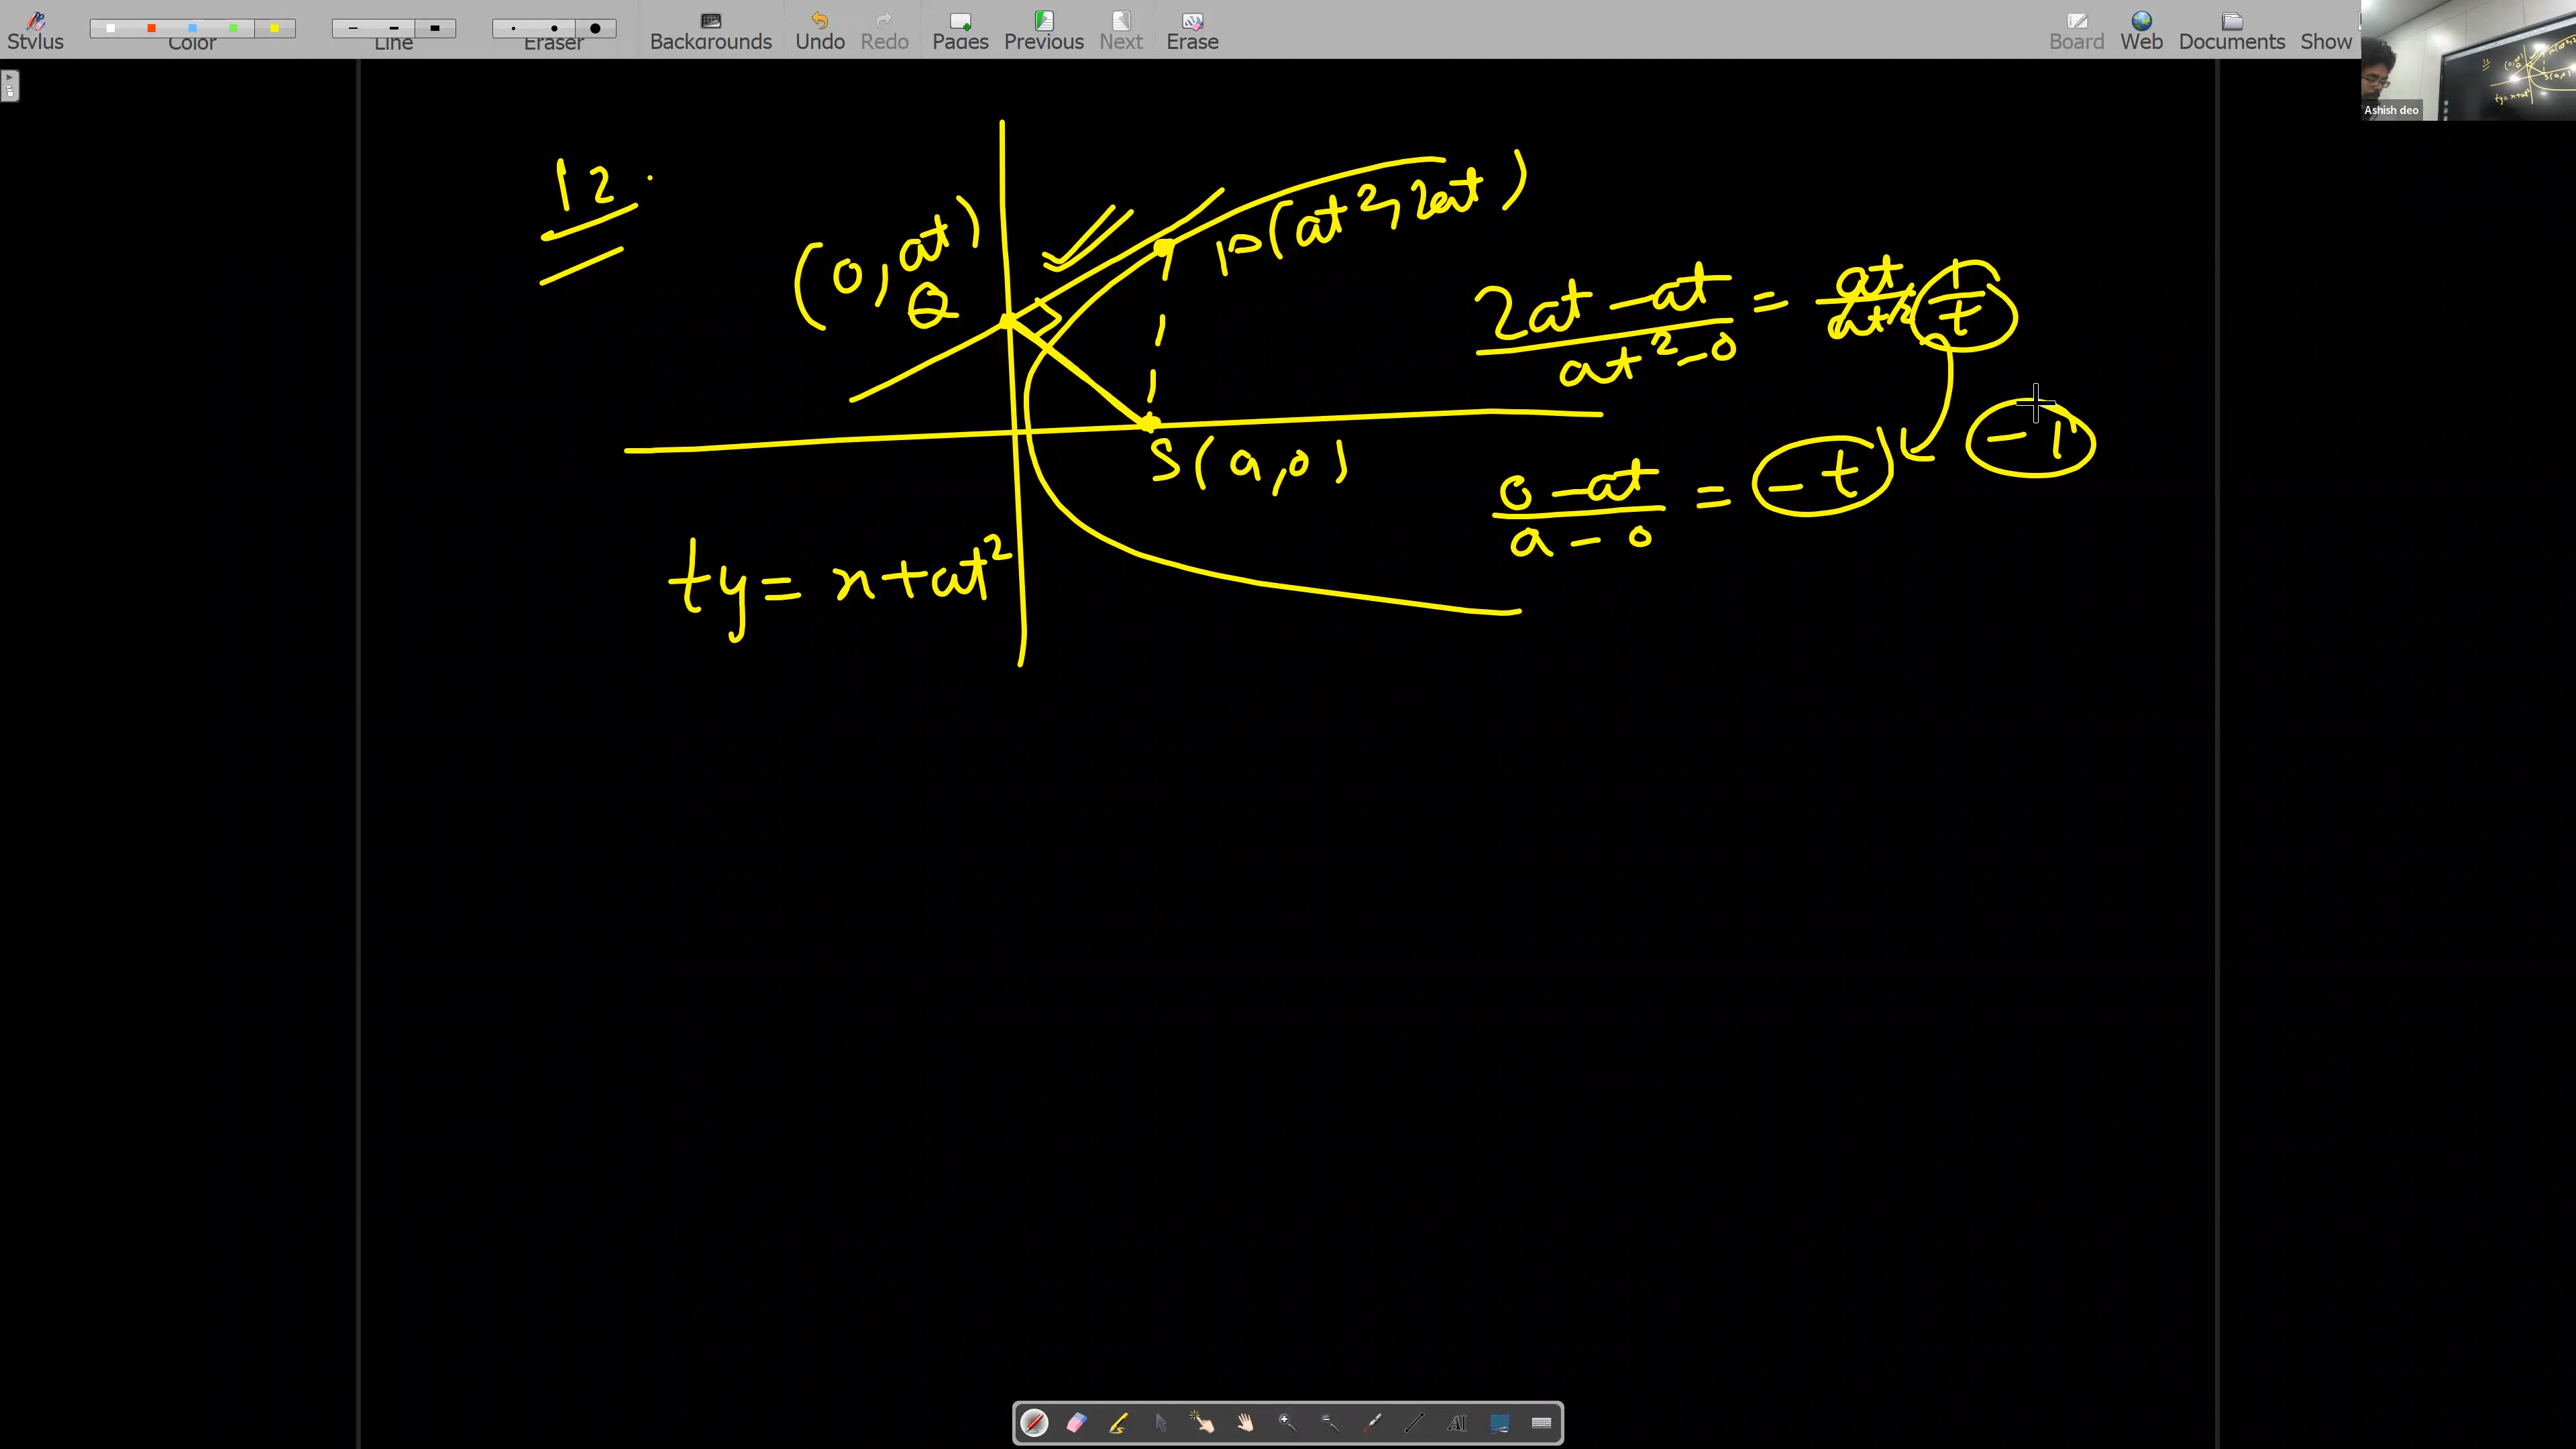 Stylus Color Line Eraser Backgrounds Undo Redo Pages Previous Next Erase Board Web Documents Show
Ashish deo
12.
(0, at)
Q
P(at², 2at)
S(a,0)
ty = x+at²
(2at - at)/(at² - 0) = at/at² 1/t
(0 - at)/(a - 0) = -t
-1
AI